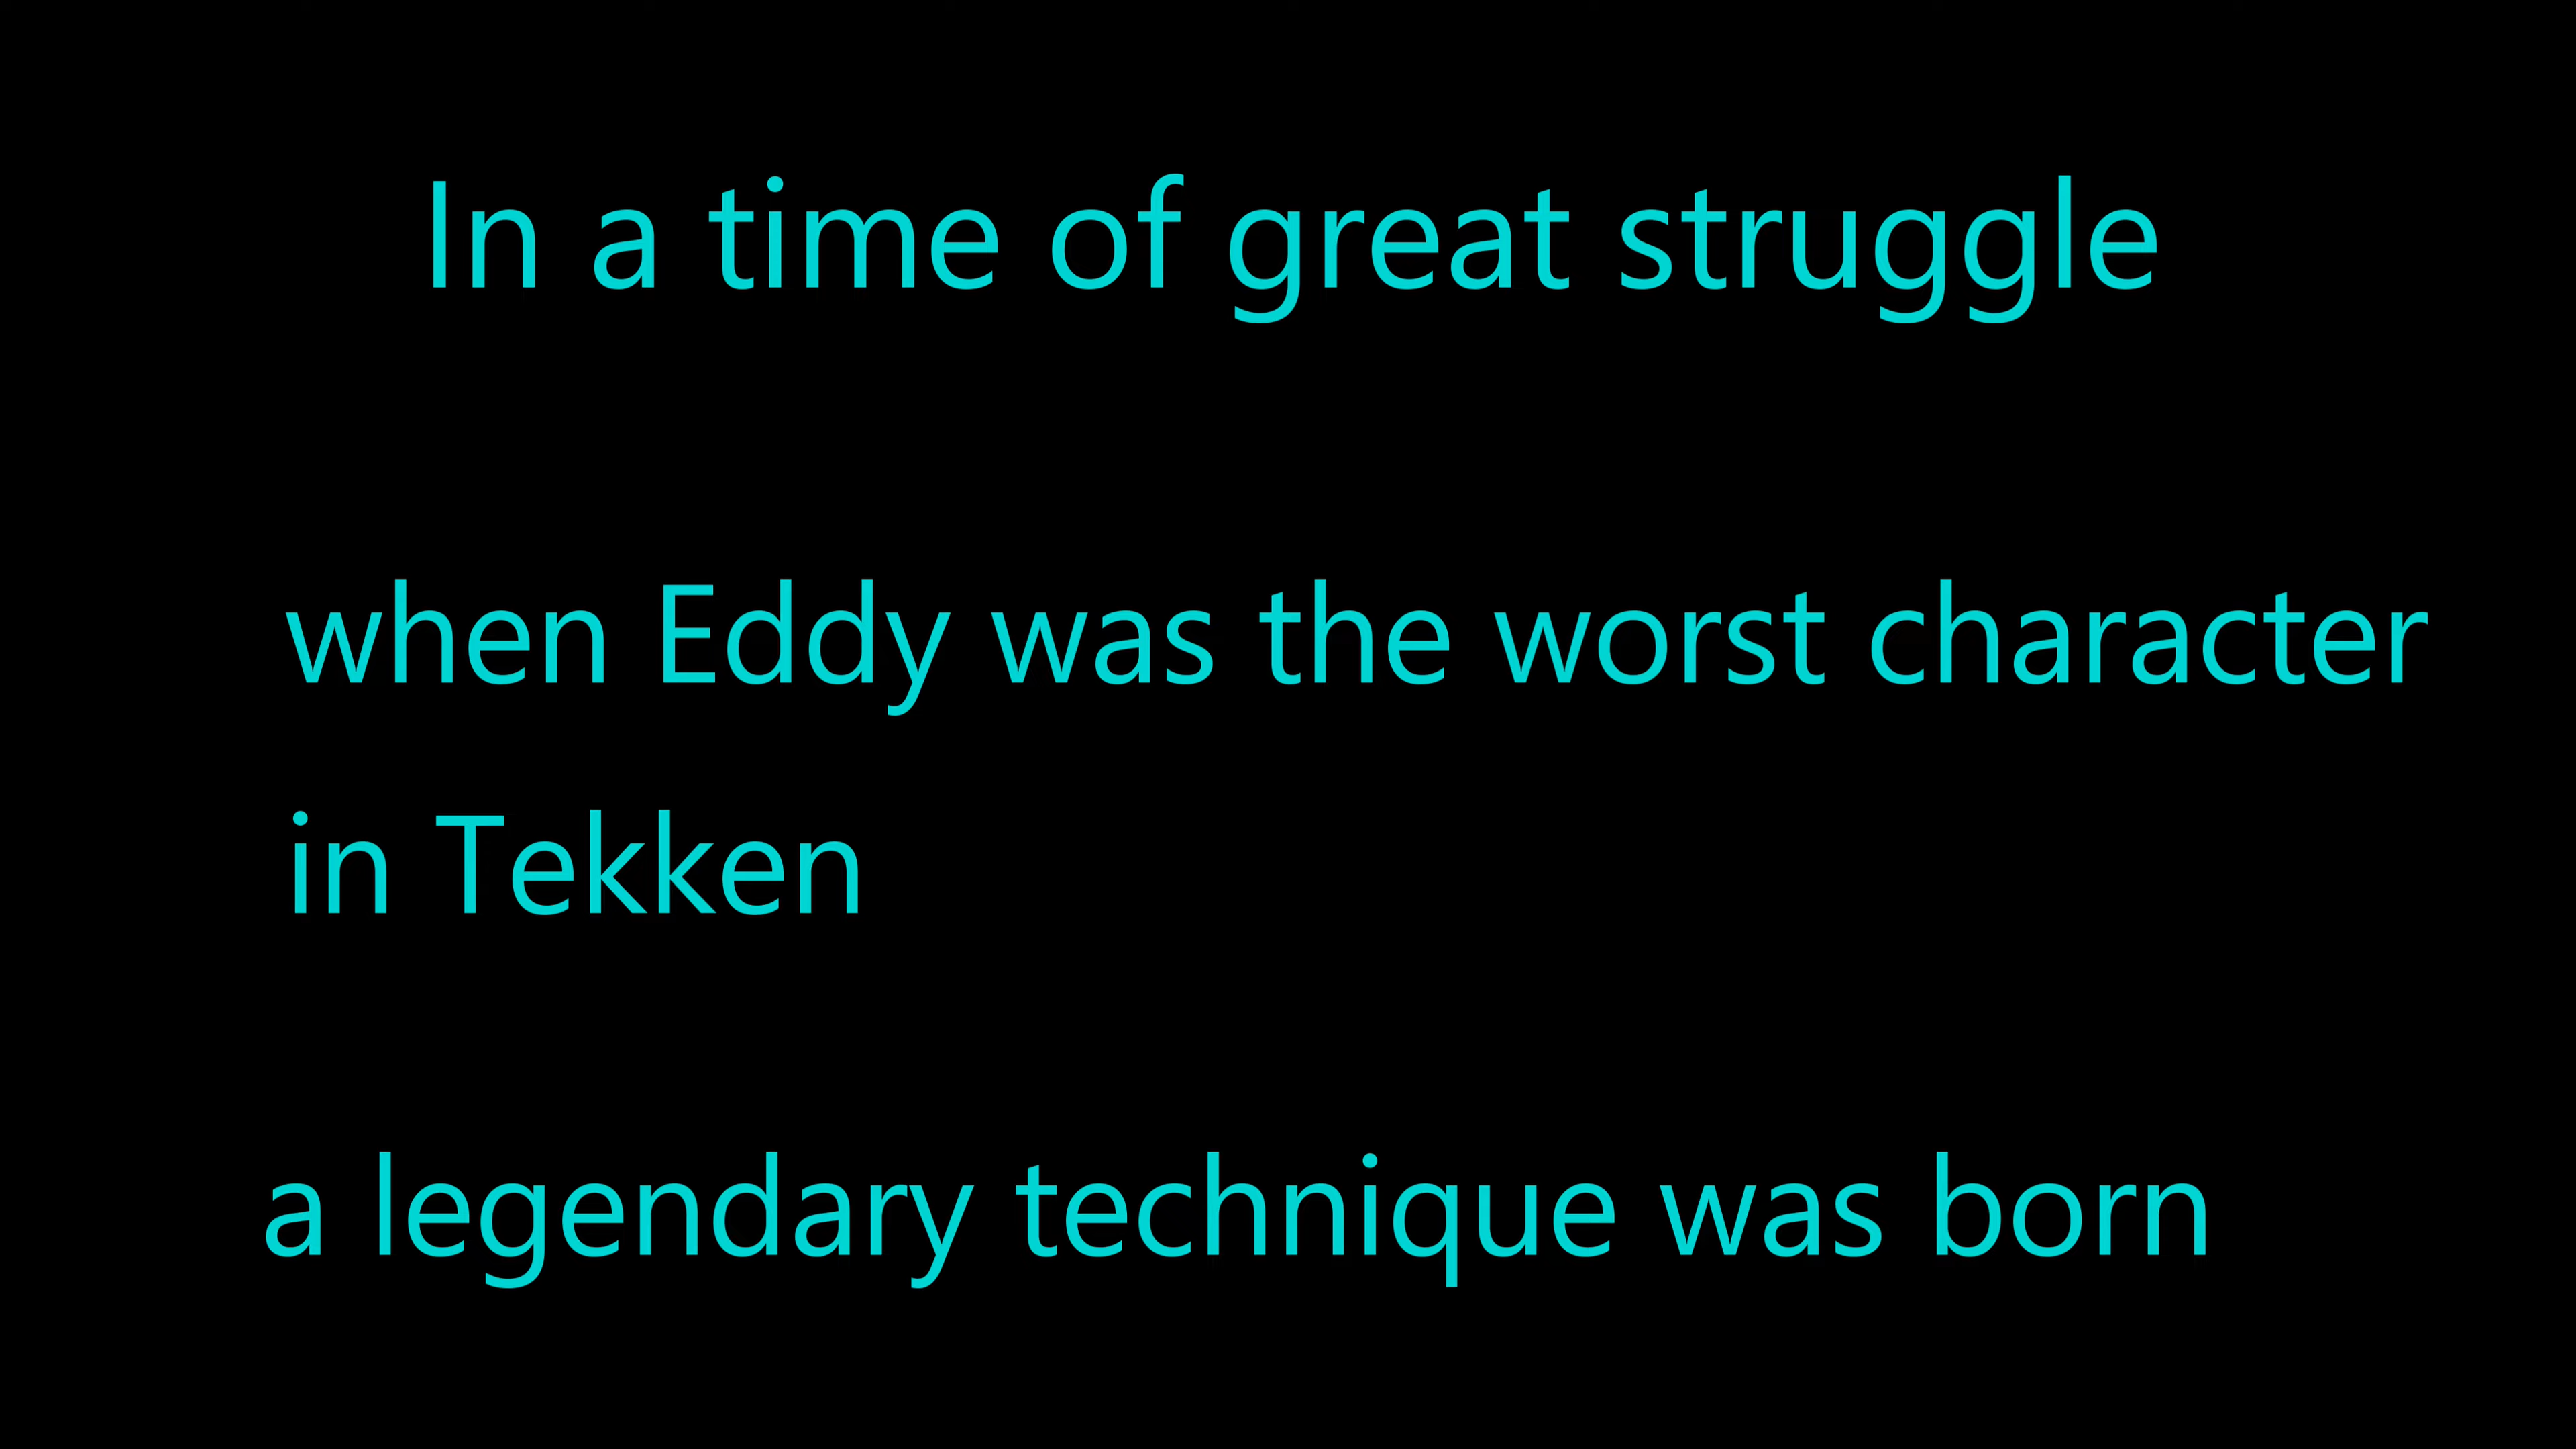 In a time of great struggle
when Eddy was the worst character
in Tekken
a legendary technique was born